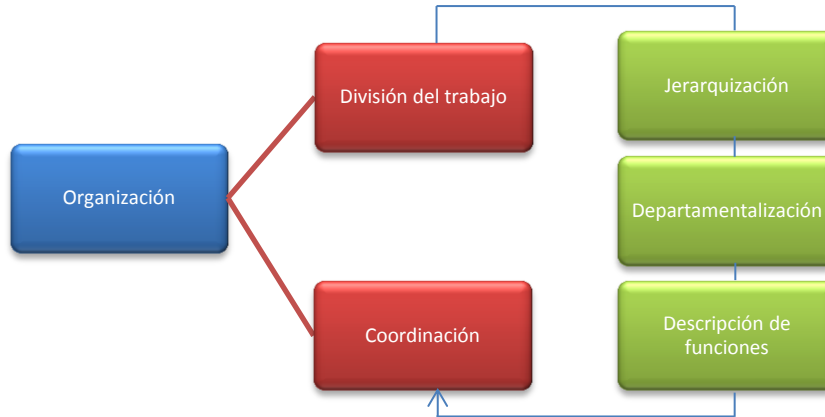 Organización
División del trabajo
Coordinación
Jerarquización
Departamentalización
Descripción de
funciones